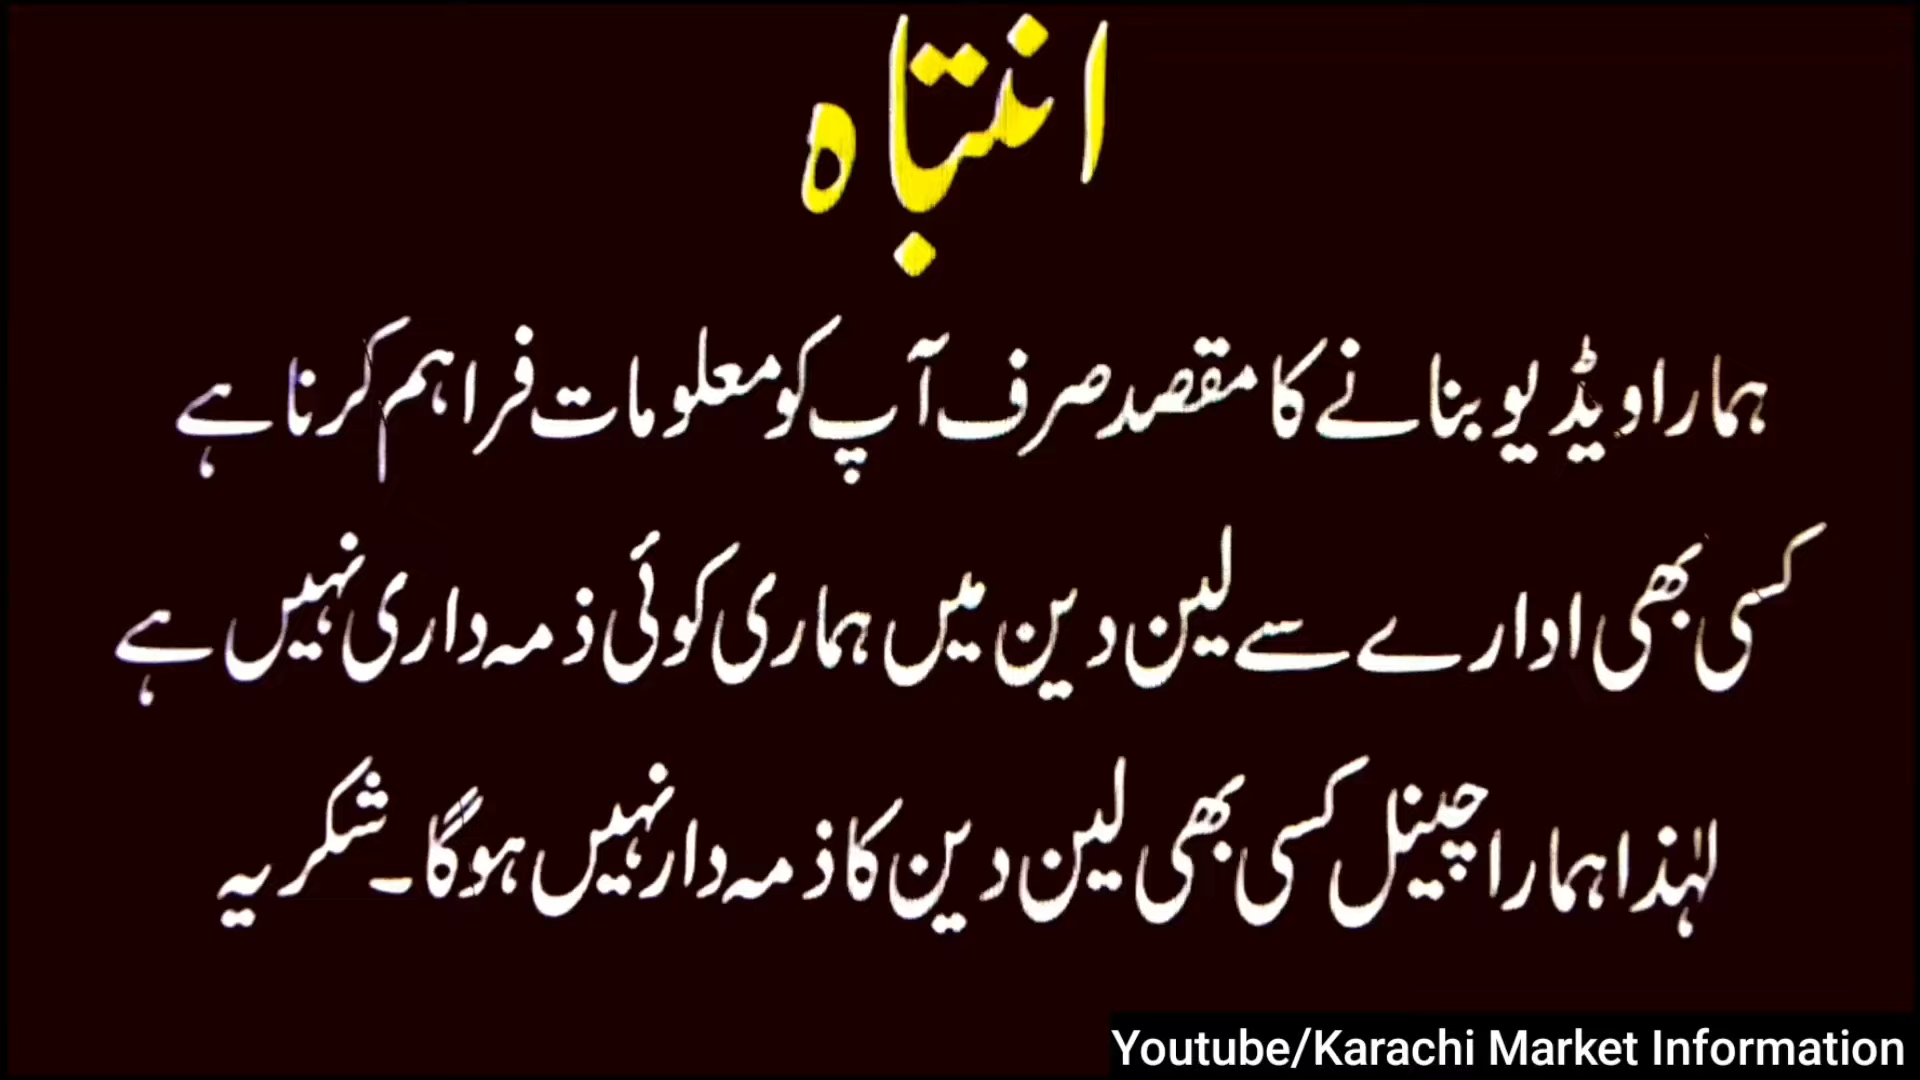 انتباہ
ہمارا ویڈیو بنانے کا مقصد صرف آپ کو معلومات فراہم کرنا ہے
کسی بھی ادارے سے لین دین میں ہماری کوئی ذمہ داری نہیں ہے
لہٰذا ہمارا چینل کسی بھی لین دین کا ذمہ دار نہیں ہوگا۔ شکریہ
Youtube/Karachi Market Information